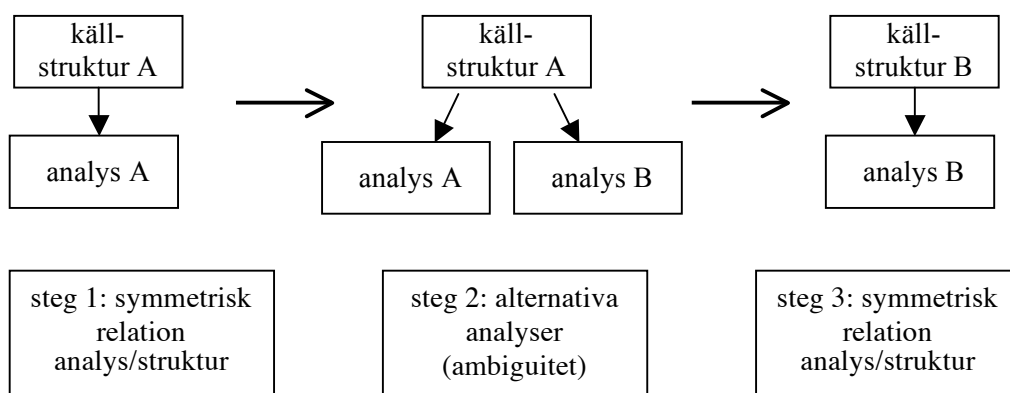 käll-
struktur A
analys A
käll-
struktur A
analys A
analys B
käll-
struktur B
analys B
steg 1: symmetrisk
relation
analys/struktur
steg 2: alternativa
analyser
(ambiguitet)
steg 3: symmetrisk
relation
analys/struktur